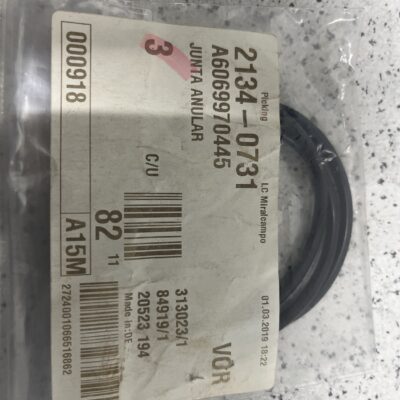 Picking LC Miralcampo 01.03.2019 18:22
2134-0731
A6069970445
JUNTA ANULAR
3
C/U
000918
82 11
A15M
313023/1
84919/1
20523 194
Made in:DE
VOR
2724001066516862